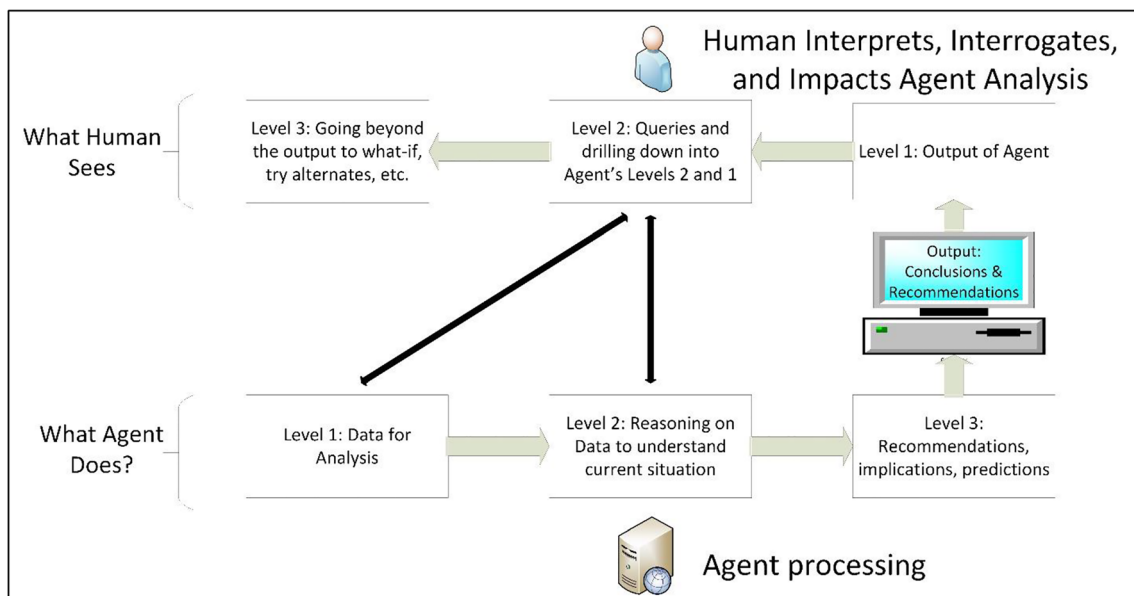 Human Interprets, Interrogates,
and Impacts Agent Analysis
What Human
Sees
Level 3: Going beyond
the output to what-if,
try alternates, etc.
Level 2: Queries and
drilling down into
Agent's Levels 2 and 1
Level 1: Output of Agent
Output:
Conclusions &
Recommendations
What Agent
Does?
Level 1: Data for
Analysis
Level 2: Reasoning on
Data to understand
current situation
Level 3:
Recommendations,
implications, predictions
Agent processing